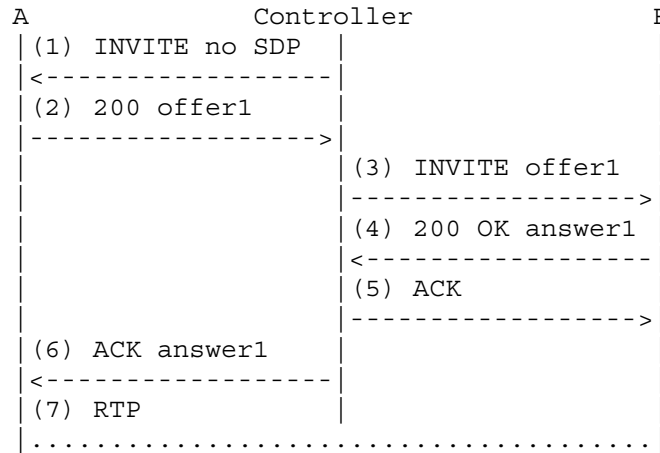 A Controller
(1) INVITE no SDP
(2) 200 offer1
(3) INVITE offer1
(4) 200 OK answer1
(5) ACK
(6) ACK answer1
(7) RTP